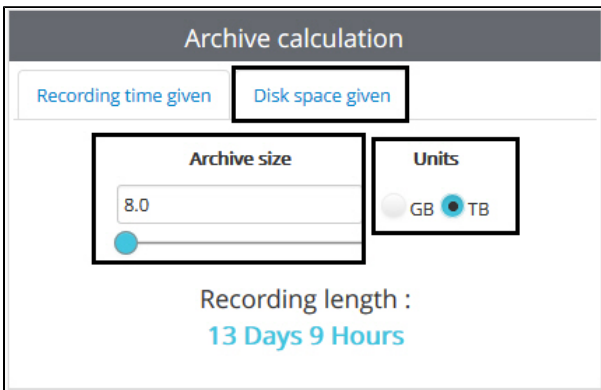 Archive calculation
Recording time given Disk space given
Archive size Units
8.0 GB TB
Recording length :
13 Days 9 Hours